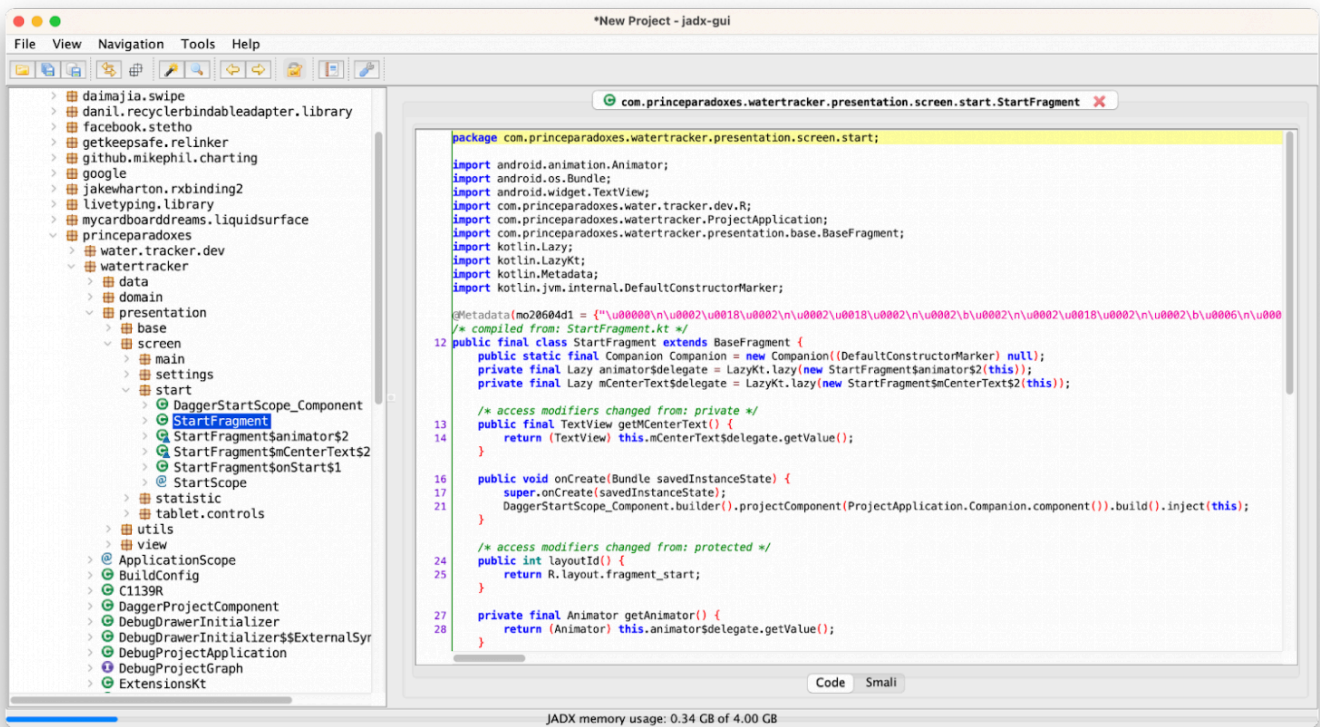 *New Project - jadx-gui
File View Navigation Tools Help
daimajia.swipe
danil.recyclerbindableadapter.library
facebook.stetho
getkeepsafe.relinker
github.mikephil.charting
google
jakewharton.rxbinding2
livetyping.library
mycardboarddreams.liquidsurface
princeparadoxes
water.tracker.dev
watertracker
data
domain
presentation
base
screen
main
settings
start
DaggerStartScope_Component
StartFragment
StartFragment$animator$2
StartFragment$mCenterText$2
StartFragment$onStart$1
StartScope
statistic
tablet.controls
utils
view
ApplicationScope
BuildConfig
C1139R
DaggerProjectComponent
DebugDrawerInitializer
DebugDrawerInitializer$$ExternalSyr
DebugProjectApplication
DebugProjectGraph
ExtensionsKt
com.princeparadoxes.watertracker.presentation.screen.start.StartFragment
package com.princeparadoxes.watertracker.presentation.screen.start;
import android.animation.Animator;
import android.os.Bundle;
import android.widget.TextView;
import com.princeparadoxes.water.tracker.dev.R;
import com.princeparadoxes.watertracker.ProjectApplication;
import com.princeparadoxes.watertracker.presentation.base.BaseFragment;
import kotlin.Lazy;
import kotlin.LazyKt;
import kotlin.Metadata;
import kotlin.jvm.internal.DefaultConstructorMarker;
@Metadata(mo20604d1 = {"\u00000\n\u0002\u0018\u0002\n\u0002\u0018\u0002\n\u0002\b\u0002\n\u0002\u0018\u0002\n\u0002\b\u0006\n\u000
/* compiled from: StartFragment.kt */
12 public final class StartFragment extends BaseFragment {
public static final Companion Companion = new Companion((DefaultConstructorMarker) null);
private final Lazy animator$delegate = LazyKt.lazy(new StartFragment$animator$2(this));
private final Lazy mCenterText$delegate = LazyKt.lazy(new StartFragment$mCenterText$2(this));
/* access modifiers changed from: private */
13 public final TextView getMCenterText() {
14 return (TextView) this.mCenterText$delegate.getValue();
}
16 public void onCreate(Bundle savedInstanceState) {
17 super.onCreate(savedInstanceState);
21 DaggerStartScope_Component.builder().projectComponent(ProjectApplication.Companion.component()).build().inject(this);
}
/* access modifiers changed from: protected */
24 public int layoutId() {
25 return R.layout.fragment_start;
}
27 private final Animator getAnimator() {
28 return (Animator) this.animator$delegate.getValue();
}
Code Smali
JADX memory usage: 0.34 GB of 4.00 GB